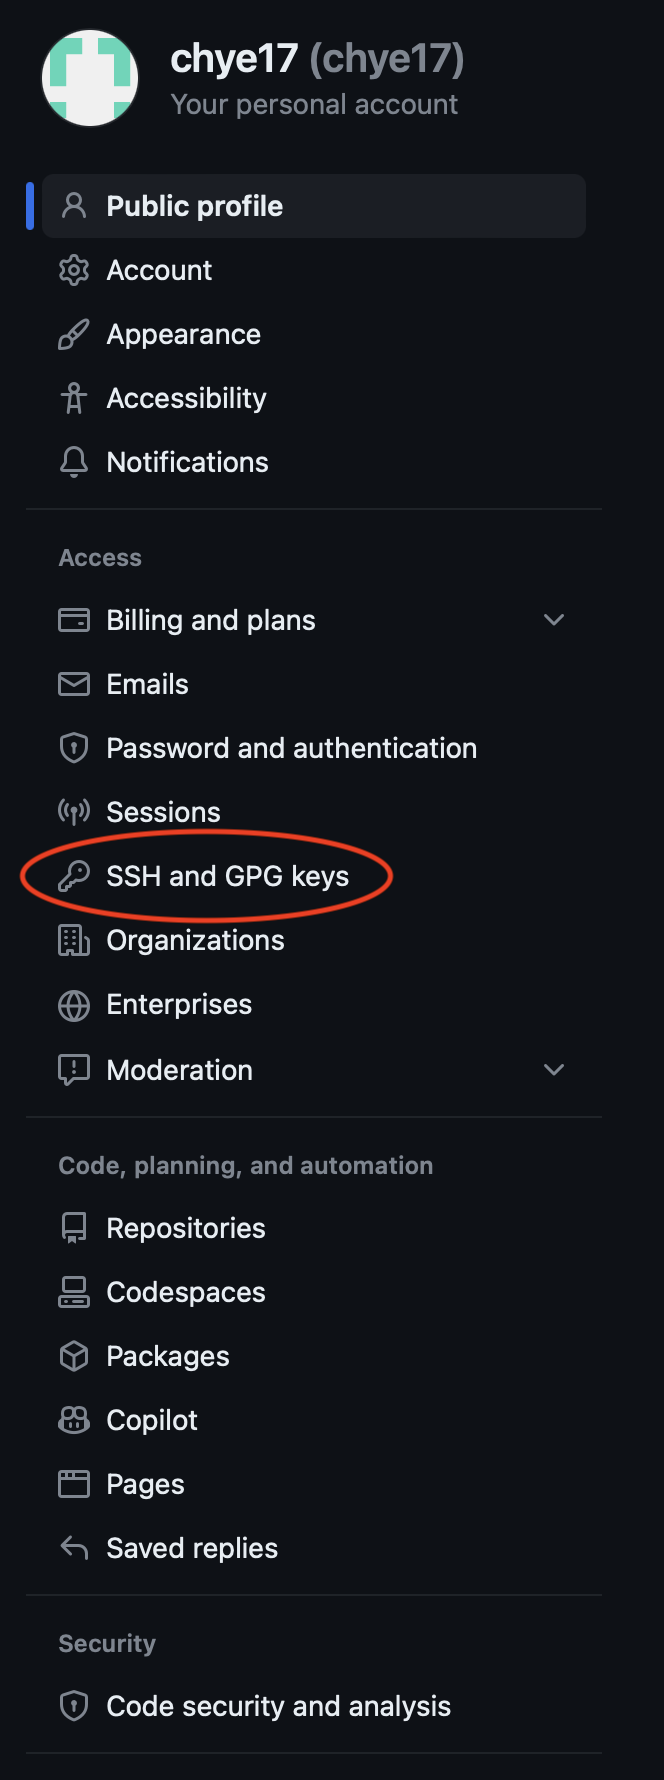 chye17 (chye17)
Your personal account
Public profile
Account
Appearance
Accessibility
Notifications
Access
Billing and plans
Emails
Password and authentication
Sessions
SSH and GPG keys
Organizations
Enterprises
Moderation
Code, planning, and automation
Repositories
Codespaces
Packages
Copilot
Pages
Saved replies
Security
Code security and analysis